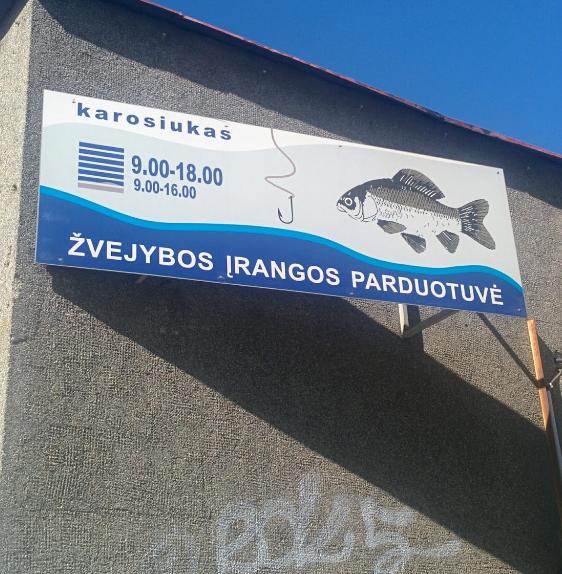 karosiukas
9.00-18.00
9.00-16.00
ŽVEJYBOS ĮRANGOS PARDUOTUVĖ